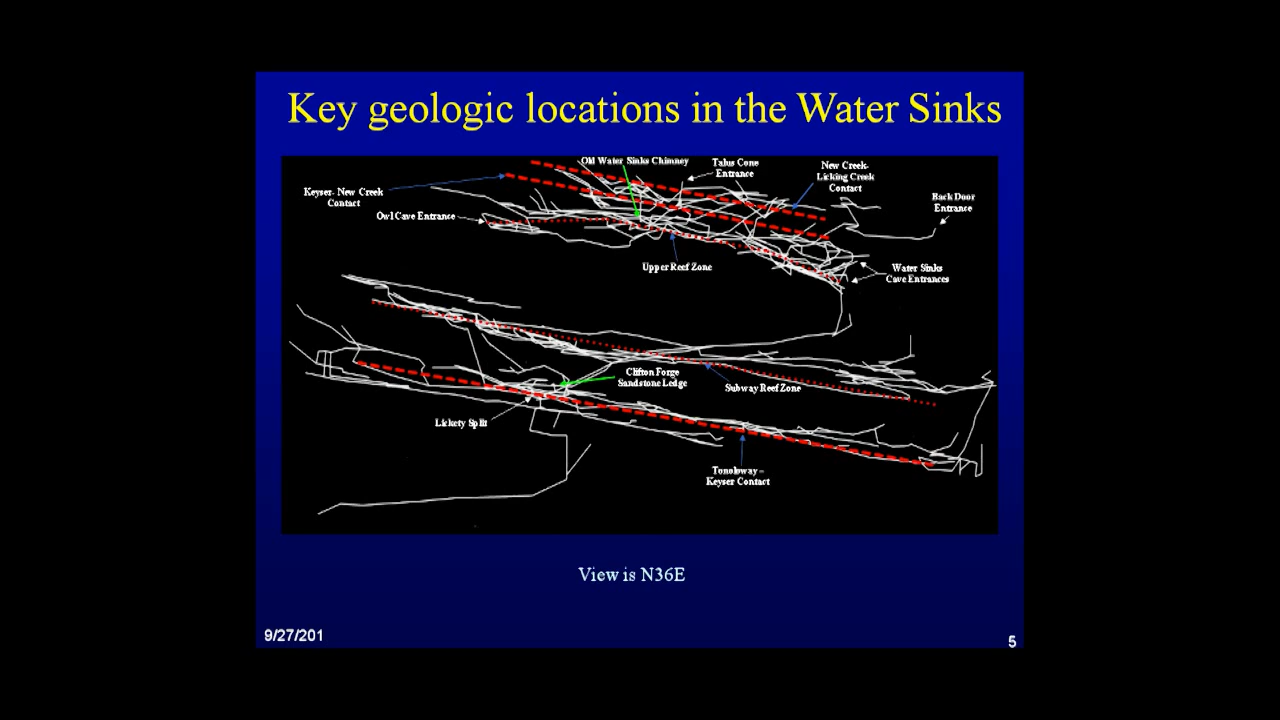 Key geologic locations in the Water Sinks
Old Water Sinks Chimney
Talus Cone
Entrance
New Creek-
Licking Creek
Contact
Keyser- New Creek
Contact
Back Door
Entrance
Owl Cave Entrance
Upper Reef Zone
Water Sinks
Cave Entrances
Clifton Forge
Sandstone Ledge
Subway Reef Zone
Lickety Split
Tonoloway –
Keyser Contact
View is N36E
9/27/201
5